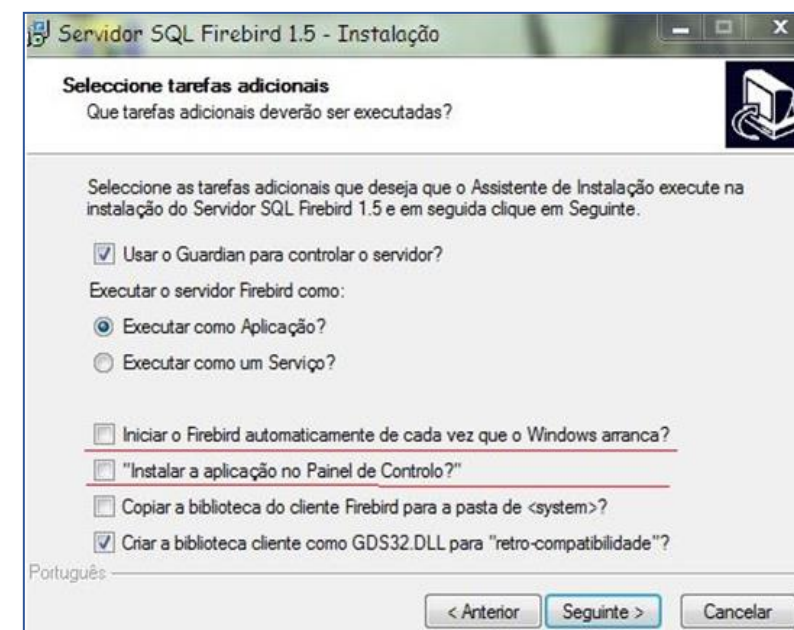 Servidor SQL Firebird 1.5 - Instalação
Seleccione tarefas adicionais
Que tarefas adicionais deverão ser executadas?
Seleccione as tarefas adicionais que deseja que o Assistente de Instalação execute na
instalação do Servidor SQL Firebird 1.5 e em seguida clique em Seguinte.
Usar o Guardian para controlar o servidor?
Executar o servidor Firebird como:
Executar como Aplicação?
Executar como um Serviço?
Iniciar o Firebird automaticamente de cada vez que o Windows arranca?
"Instalar a aplicação no Painel de Controlo?"
Copiar a biblioteca do cliente Firebird para a pasta de <system>?
Criar a biblioteca cliente como GDS32.DLL para "retro-compatibilidade"?
Português
< Anterior Seguinte > Cancelar